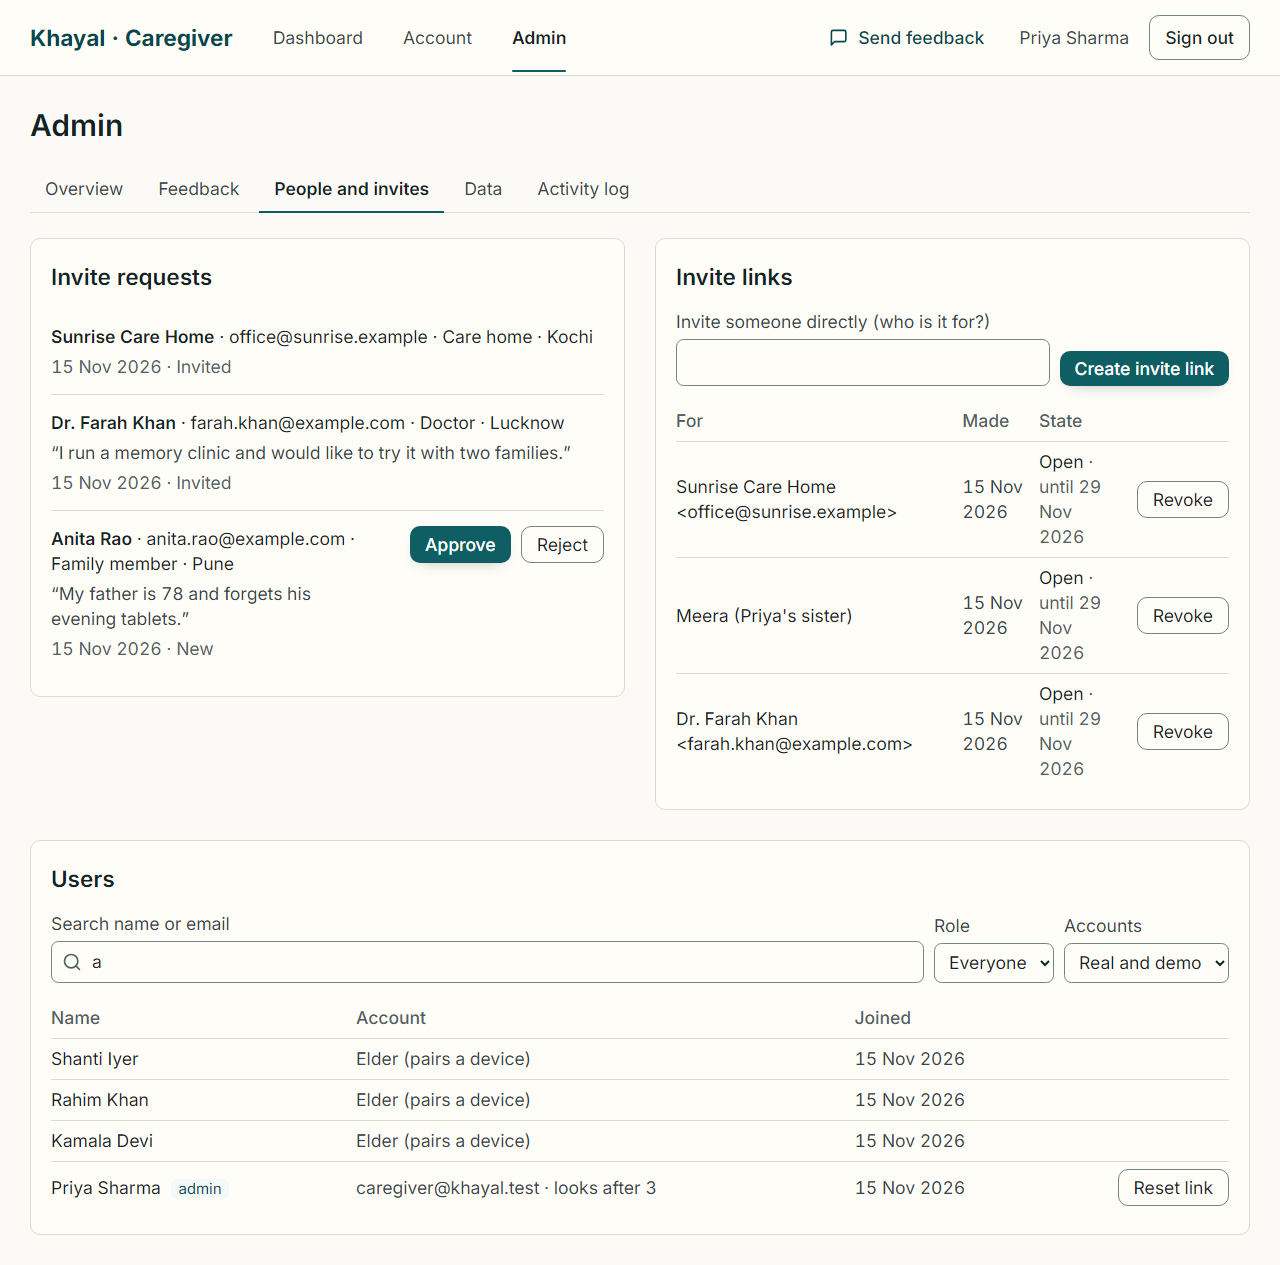 Khayal · Caregiver
Dashboard
Account
Admin
Send feedback
Priya Sharma
Sign out
Admin
Overview
Feedback
People and invites
Data
Activity log
Invite requests
Sunrise Care Home · office@sunrise.example · Care home · Kochi
15 Nov 2026 · Invited
Dr. Farah Khan · farah.khan@example.com · Doctor · Lucknow
“I run a memory clinic and would like to try it with two families.”
15 Nov 2026 · Invited
Anita Rao · anita.rao@example.com ·
Family member · Pune
“My father is 78 and forgets his
evening tablets.”
15 Nov 2026 · New
Approve
Reject
Invite links
Invite someone directly (who is it for?)
Create invite link
For
Made
State
Sunrise Care Home
<office@sunrise.example>
15 Nov
2026
Open ·
until 29
Nov
2026
Revoke
Meera (Priya's sister)
15 Nov
2026
Open ·
until 29
Nov
2026
Revoke
Dr. Farah Khan
<farah.khan@example.com>
15 Nov
2026
Open ·
until 29
Nov
2026
Revoke
Users
Search name or email
a
Role
Everyone
Accounts
Real and demo
Name
Account
Joined
Shanti Iyer
Elder (pairs a device)
15 Nov 2026
Rahim Khan
Elder (pairs a device)
15 Nov 2026
Kamala Devi
Elder (pairs a device)
15 Nov 2026
Priya Sharma
admin
caregiver@khayal.test · looks after 3
15 Nov 2026
Reset link